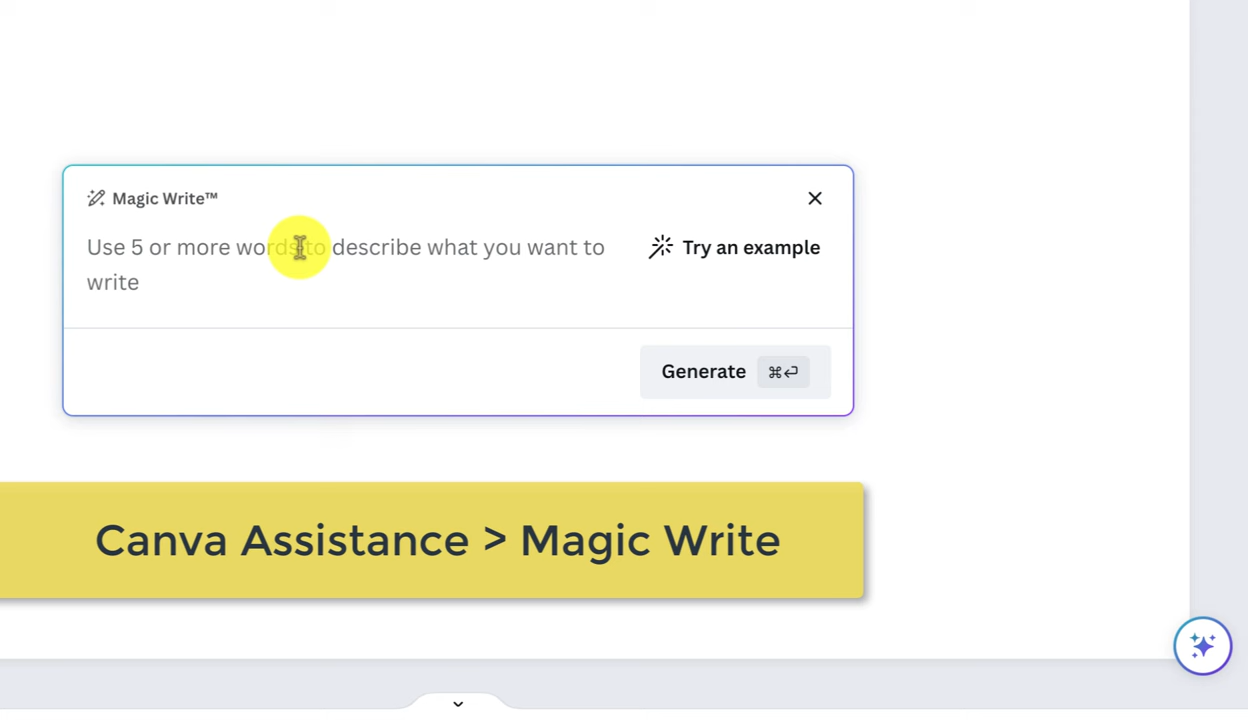 Magic Write™
Use 5 or more words to describe what you want to
write
Try an example
Generate ⌘↵
Canva Assistance > Magic Write